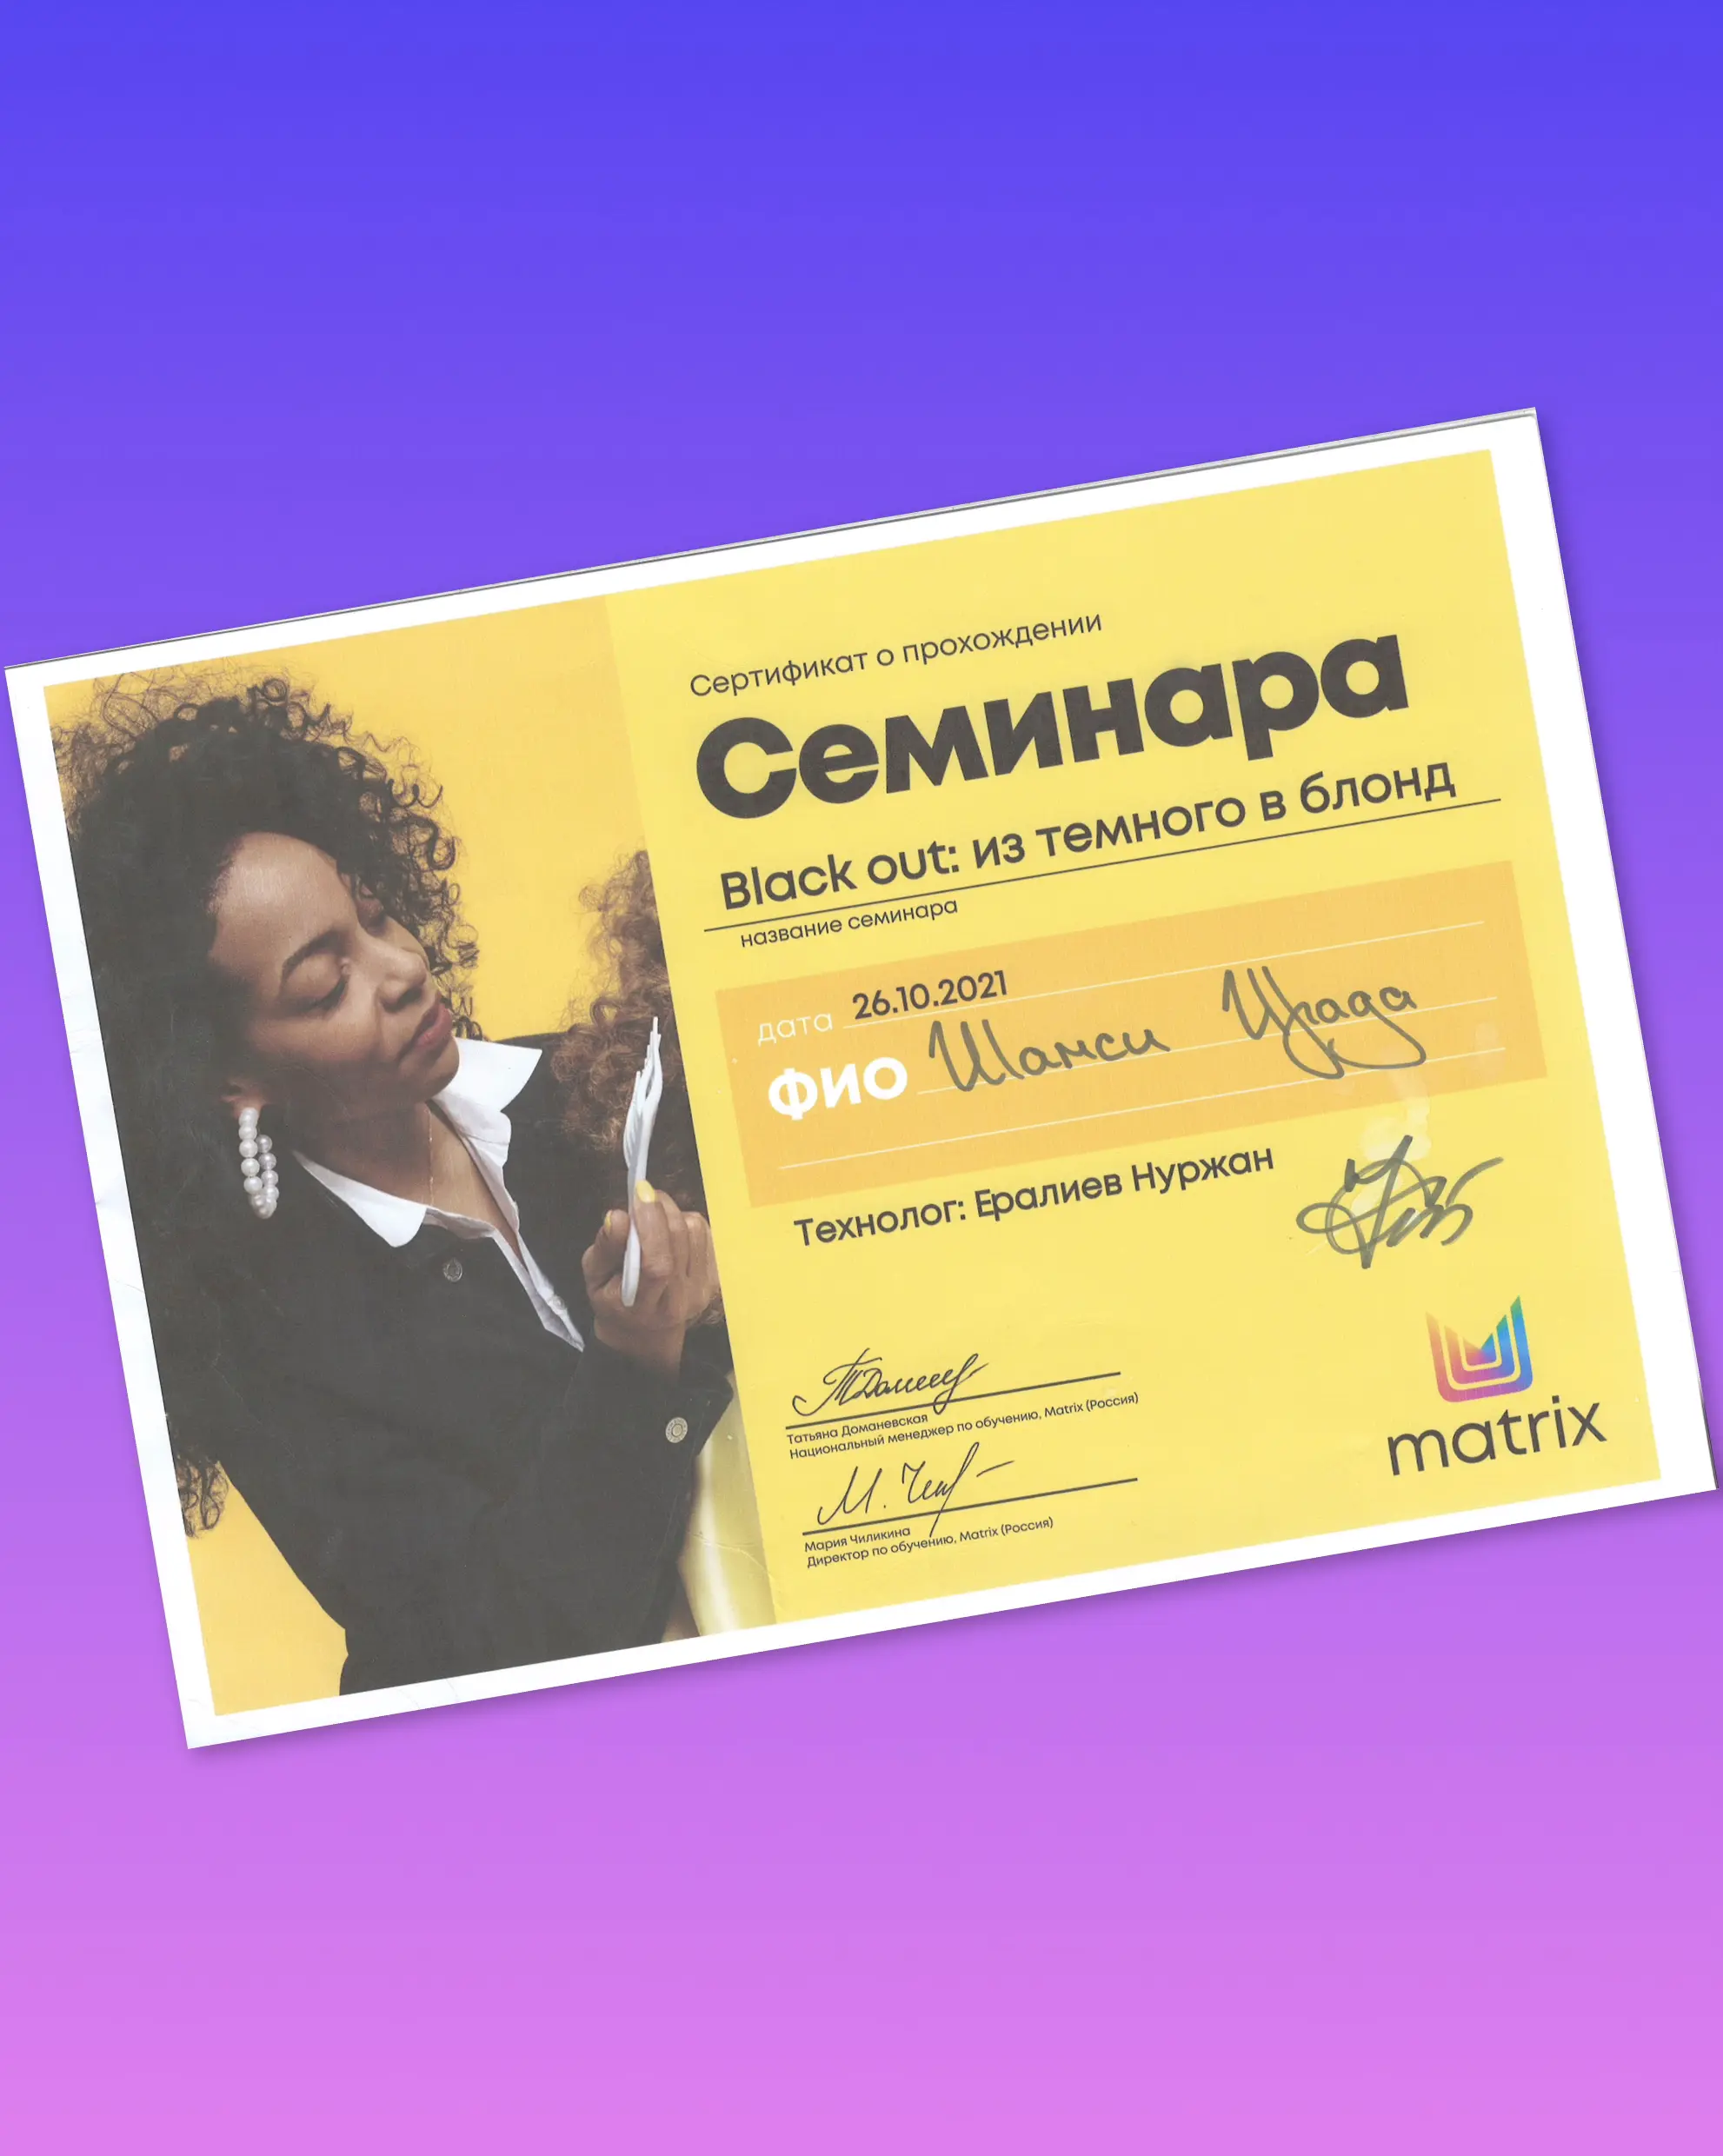 Сертификат о прохождении
Семинара
Black out: из темного в блонд
название семинара
дата 26.10.2021
ФИО Шамси
Технолог: Ералиев Нуржан
Татьяна Доманевская
Национальный менеджер по обучению, Matrix (Россия)
М.
Мария Чиликина
Директор по обучению, Matrix (Россия)
matrix